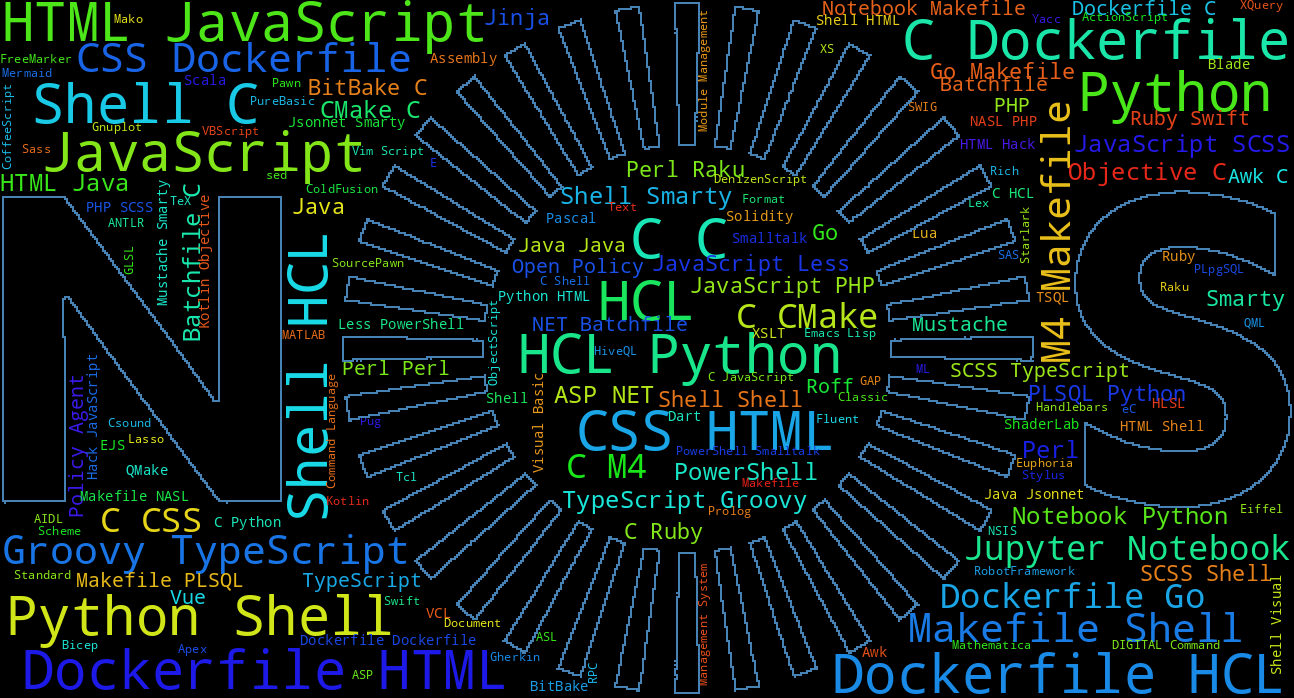 HTML JavaScript
Mako
Jinja
Module Management
Shell HTML
Notebook Makefile
Yacc
Dockerfile C
ActionScript
XQuery
FreeMarker
CSS Dockerfile
Assembly
XS
C Dockerfile
Mermaid
Scala
Pawn
BitBake C
Go Makefile
Blade
Batchfile
Python
CoffeeScript
Shell C
PureBasic
CMake C
SWIG
PHP
Makefile
Gnuplot
VBScript
Jsonnet Smarty
NASL PHP
Ruby Swift
Sass
JavaScript
Vim Script
E
HTML Hack
JavaScript SCSS
sed
Perl Raku
DenizenScript
Rich
Objective C
Awk C
HTML Java
ColdFusion
Shell Smarty
Format
C HCL
Lex
PHP SCSS
TeX
Mustache Smarty
Batchfile C
Kotlin Objective
Java
Text
Pascal
Solidity
Starlark
ANTLR
GLSL
C C
Smalltalk
Go
Lua
Java Java
SAS
Ruby
PLpgSQL
SourcePawn
Open Policy
JavaScript Less
Shell HCL
C Shell
JavaScript PHP
Raku
Python HTML
HCL
TSQL
Smarty
ObjectScript
C CMake
M4
Less PowerShell
NET Batchfile
XSLT
Emacs Lisp
Mustache
QML
MATLAB
HCL Python
HiveQL
Perl Perl
C JavaScript
GAP
ML
SCSS TypeScript
Hack JavaScript
Policy Agent
Command Language
Visual Basic
Shell
ASP NET
Shell Shell
Roff
Classic
PLSQL Python
Handlebars
eC
HLSL
Csound
Pug
CSS HTML
Dart
Fluent
ShaderLab
HTML Shell
EJS
Lasso
PowerShell Smalltalk
Perl
QMake
Tcl
C M4
PowerShell
Euphoria
Stylus
Makefile
Makefile NASL
Kotlin
TypeScript Groovy
Java Jsonnet
AIDL
C CSS
C Python
Prolog
Notebook Python
Eiffel
Scheme
C Ruby
NSIS
Groovy TypeScript
Jupyter Notebook
Standard
Makefile PLSQL
TypeScript
RobotFramework
SCSS Shell
Vue
Swift
Management System
Dockerfile Go
Shell Visual
Python Shell
VCL
Document
Makefile Shell
Bicep
Apex
Dockerfile Dockerfile
ASL
Mathematica
DIGITAL Command
Dockerfile HTML
ASP
Gherkin
RPC
Awk
BitBake
Dockerfile HCL